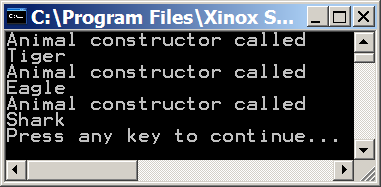 C:\Program Files\Xinox S...
Animal constructor called
Tiger
Animal constructor called
Eagle
Animal constructor called
Shark
Press any key to continue...